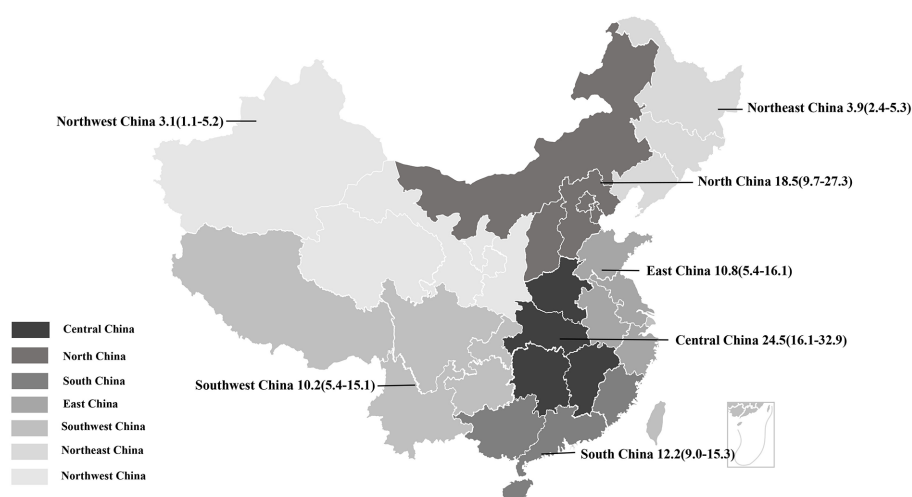 Northeast China 3.9(2.4-5.3)
Northwest China 3.1(1.1-5.2)
North China 18.5(9.7-27.3)
East China 10.8(5.4-16.1)
Central China 24.5(16.1-32.9)
Southwest China 10.2(5.4-15.1)
South China 12.2(9.0-15.3)
Central China
North China
South China
East China
Southwest China
Northeast China
Northwest China